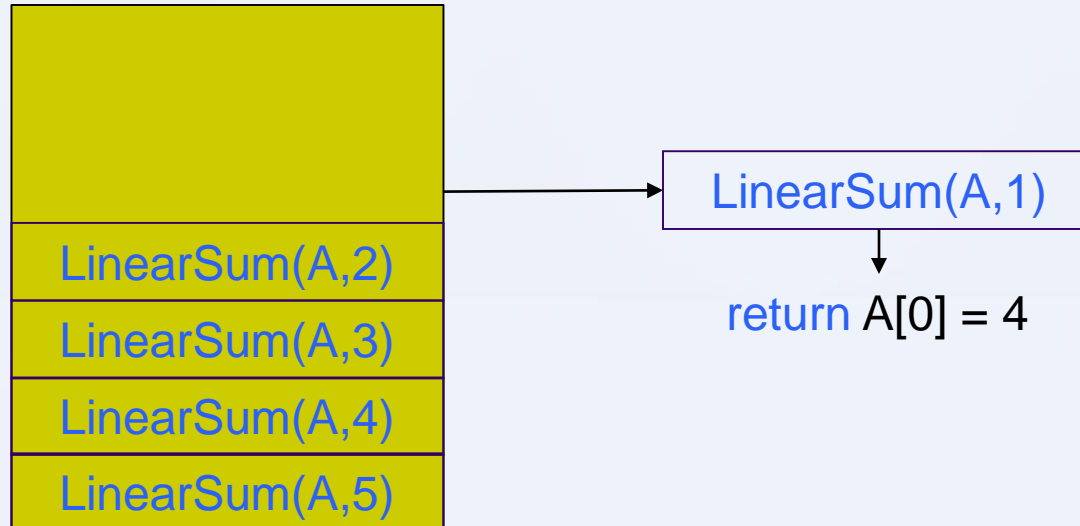 LinearSum(A,1)
return A[0] = 4
LinearSum(A,2)
LinearSum(A,3)
LinearSum(A,4)
LinearSum(A,5)